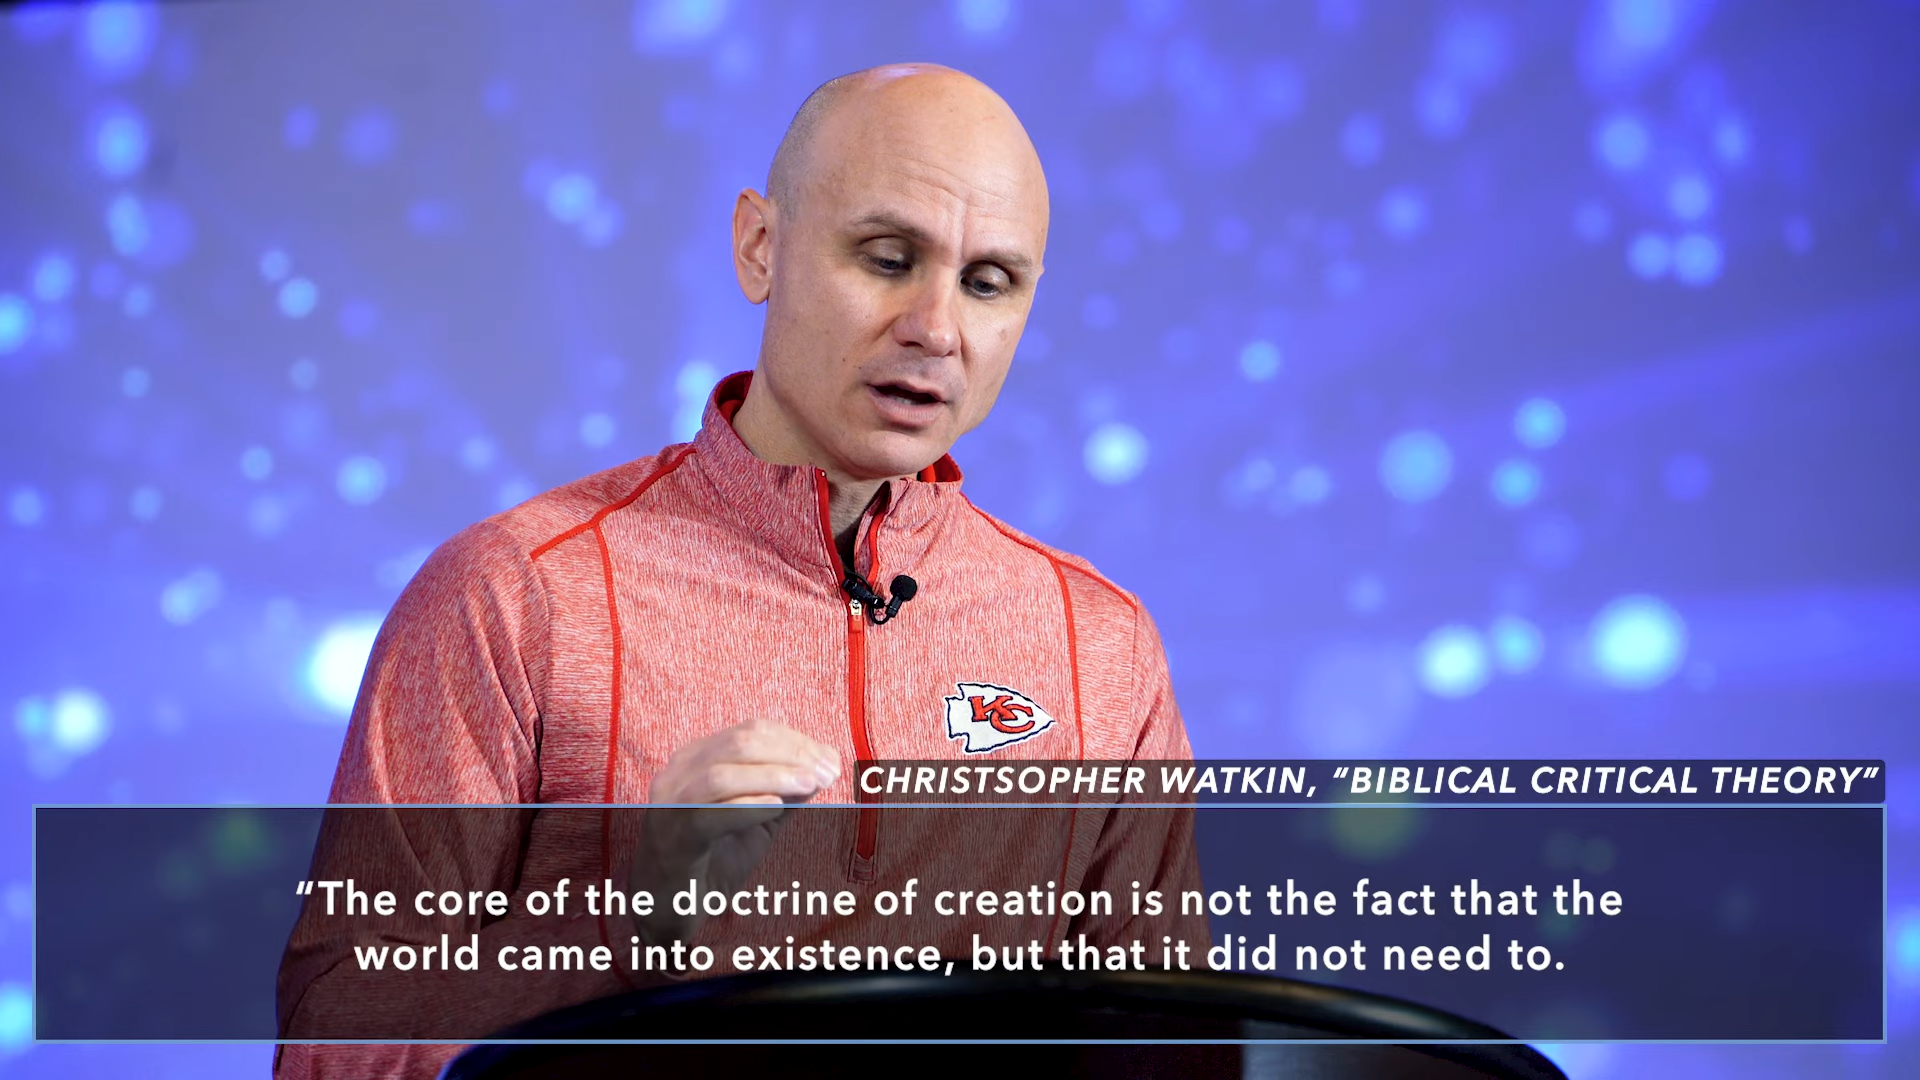 KC
CHRISTSOPHER WATKIN, “BIBLICAL CRITICAL THEORY”
“The core of the doctrine of creation is not the fact that the
world came into existence, but that it did not need to.